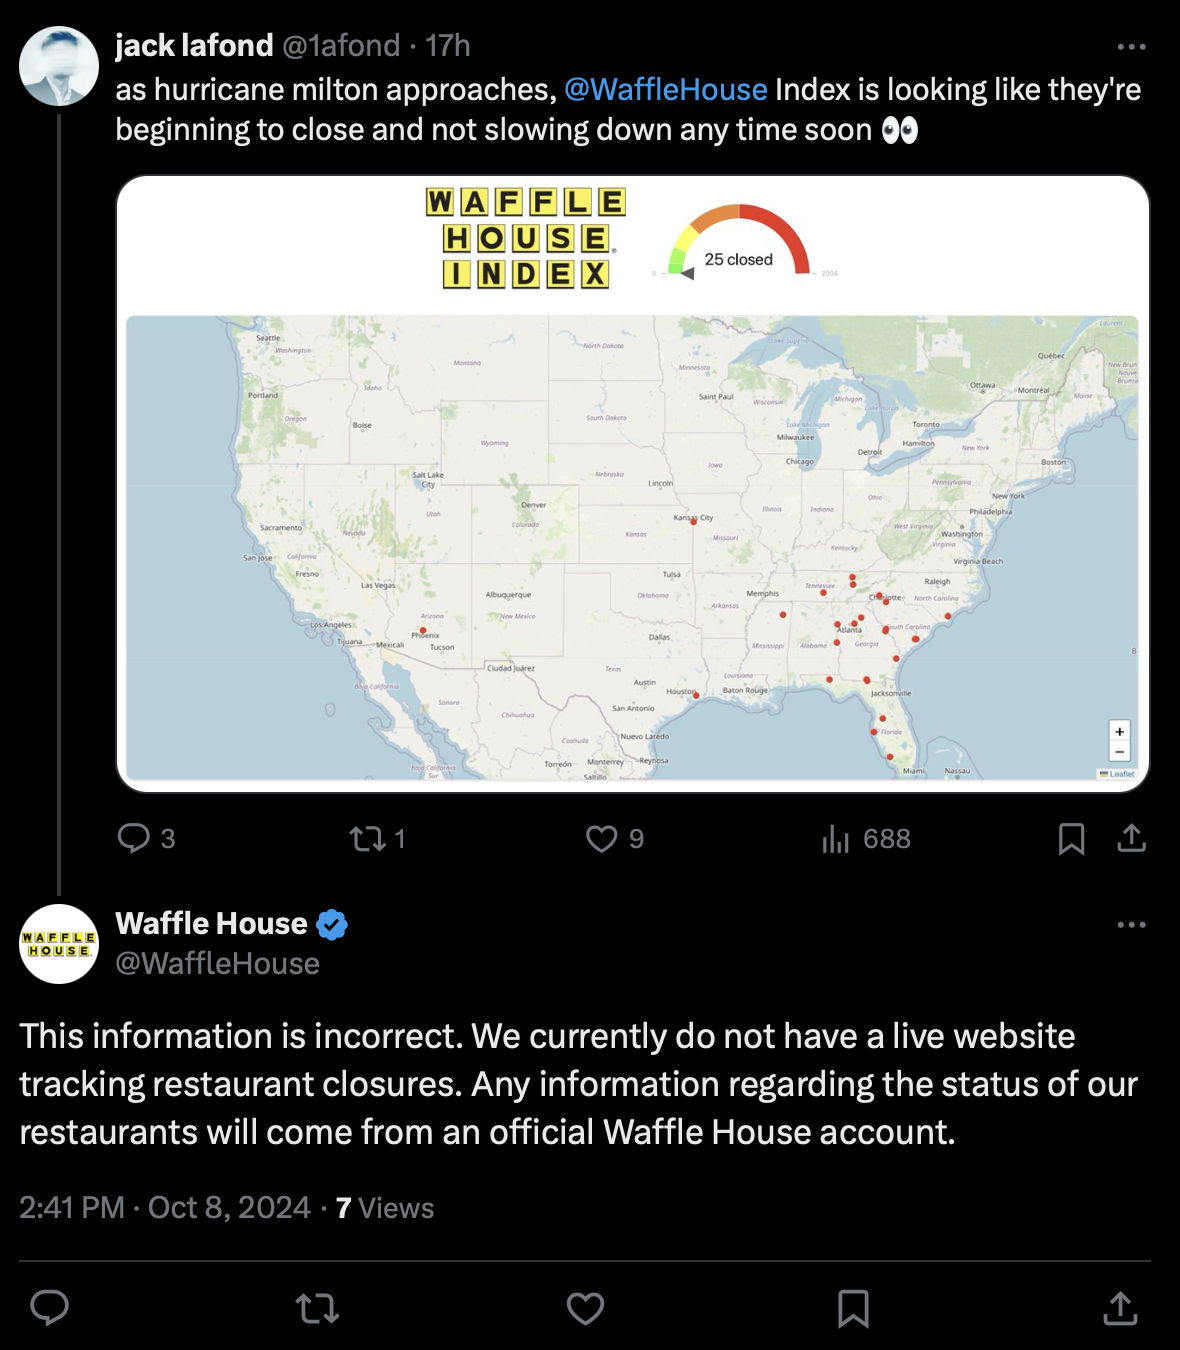 jack lafond @1afond · 17h
as hurricane milton approaches, @WaffleHouse Index is looking like they're
beginning to close and not slowing down any time soon 👀
WAFFLE
HOUSE
INDEX
25 closed
0
2004
Seattle
Washington
Montana
North Dakota
Minnesota
Lake Superior
Québec
Ottawa
Montréal
Maine
Portland
Oregon
Idaho
Boise
South Dakota
Saint Paul
Wisconsin
Michigan
Lake Huron
Toronto
Hamilton
New York
Wyoming
Milwaukee
Lake Michigan
Chicago
Detroit
Boston
Salt Lake
City
Nebraska
Iowa
Lincoln
Pennsylvania
New York
Ohio
Philadelphia
Denver
Colorado
Utah
Nevada
Sacramento
California
San Jose
Fresno
Kansas City
Kansas
Missouri
Illinois
Indiana
West Virginia
Washington
Virginia
Kentucky
Virginia Beach
Las Vegas
Tulsa
Tennessee
Raleigh
Albuquerque
Oklahoma
Memphis
Arkansas
Charlotte
North Carolina
Los Angeles
Arizona
New Mexico
Phoenix
Tijuana
Mexicali
Tucson
Dallas
Mississippi
Alabama
Atlanta
Georgia
South Carolina
Ciudad Juárez
Texas
Louisiana
Austin
Houston
Baton Rouge
Jacksonville
Baja California
Sonora
Chihuahua
San Antonio
Coahuila
Nuevo Laredo
Florida
Torreón
Monterrey
Reynosa
Saltillo
Baja California
Sur
Miami
Nassau
+
−
Leaflet
3
1
9
688
WAFFLE
HOUSE
Waffle House
@WaffleHouse
This information is incorrect. We currently do not have a live website
tracking restaurant closures. Any information regarding the status of our
restaurants will come from an official Waffle House account.
2:41 PM · Oct 8, 2024 · 7 Views